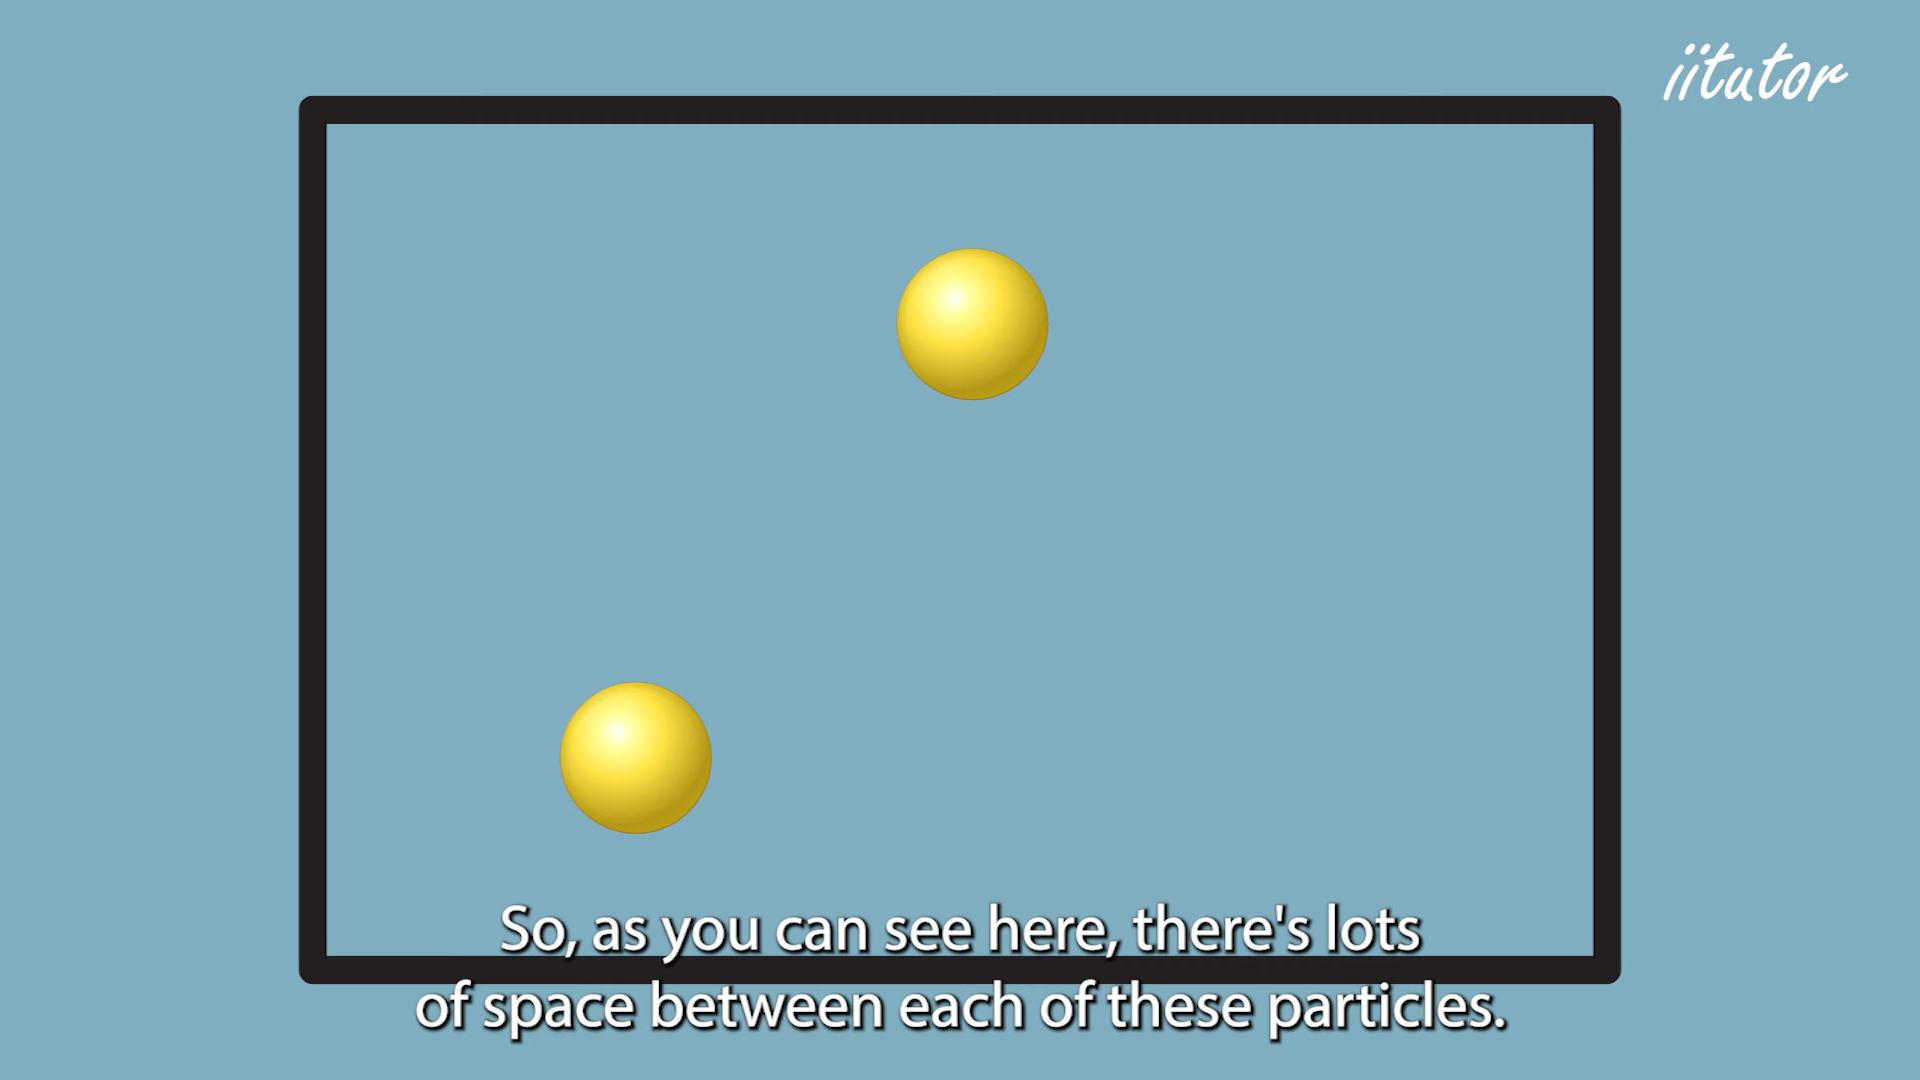 iitutor
So, as you can see here, there's lots
of space between each of these particles.